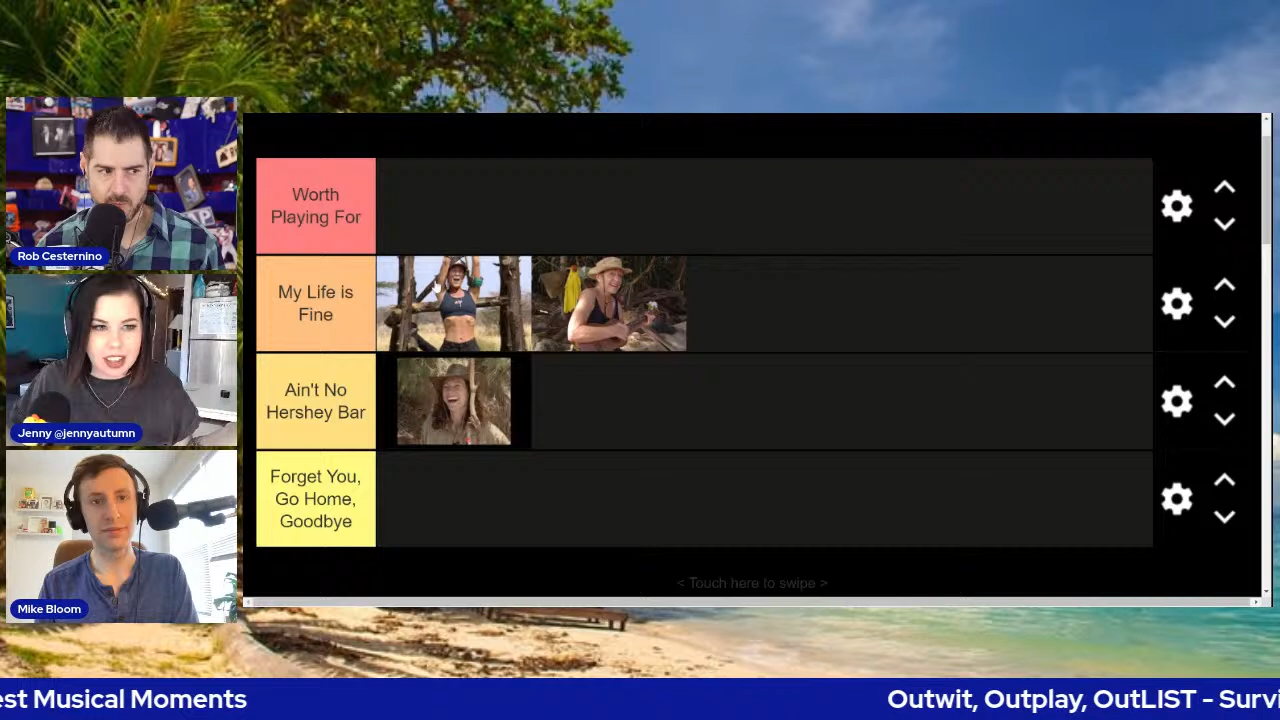 Worth
Playing For
My Life is
Fine
Ain't No
Hershey Bar
Forget You,
Go Home,
Goodbye
< Touch here to swipe >
Rob Cesternino
Jenny @jennyautumn
Mike Bloom
est Musical Moments
Outwit, Outplay, OutLIST - Survi